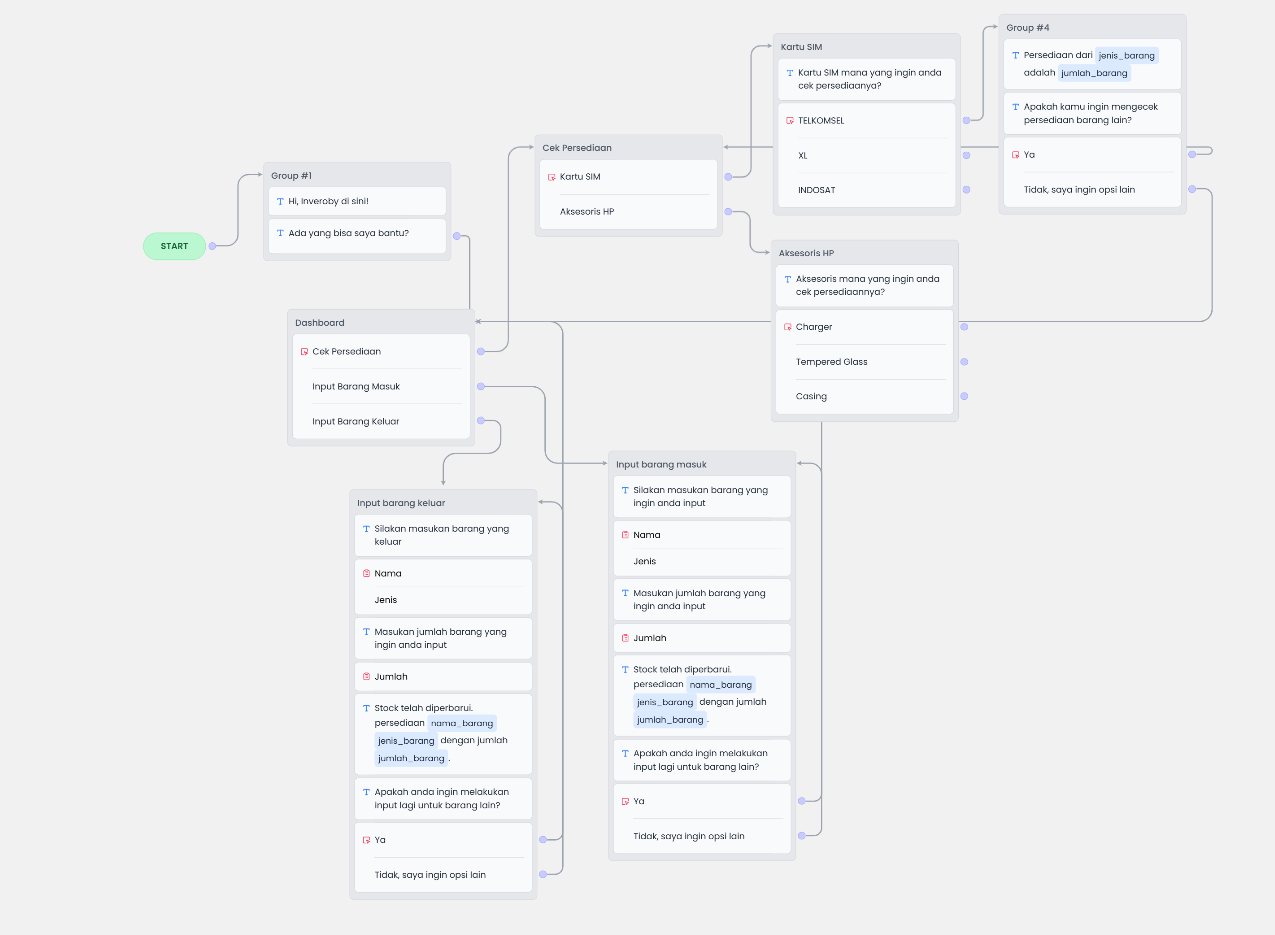 START
Group #1
Hi, Inveroby di sini!
Ada yang bisa saya bantu?
Dashboard
Cek Persediaan
Input Barang Masuk
Input Barang Keluar
Cek Persediaan
Kartu SIM
Aksesoris HP
Kartu SIM
Kartu SIM mana yang ingin anda
cek persediaanya?
TELKOMSEL
XL
INDOSAT
Group #4
Persediaan dari jenis_barang
adalah jumlah_barang
Apakah kamu ingin mengecek
persediaan barang lain?
Ya
Tidak, saya ingin opsi lain
Aksesoris HP
Aksesoris mana yang ingin anda
cek persediaannya?
Charger
Tempered Glass
Casing
Input barang keluar
Silakan masukan barang yang
keluar
Nama
Jenis
Masukan jumlah barang yang
ingin anda input
Jumlah
Stock telah diperbarui.
persediaan nama_barang
jenis_barang dengan jumlah
jumlah_barang .
Apakah anda ingin melakukan
input lagi untuk barang lain?
Ya
Tidak, saya ingin opsi lain
Input barang masuk
Silakan masukan barang yang
ingin anda input
Nama
Jenis
Masukan jumlah barang yang
ingin anda input
Jumlah
Stock telah diperbarui.
persediaan nama_barang
jenis_barang dengan jumlah
jumlah_barang .
Apakah anda ingin melakukan
input lagi untuk barang lain?
Ya
Tidak, saya ingin opsi lain